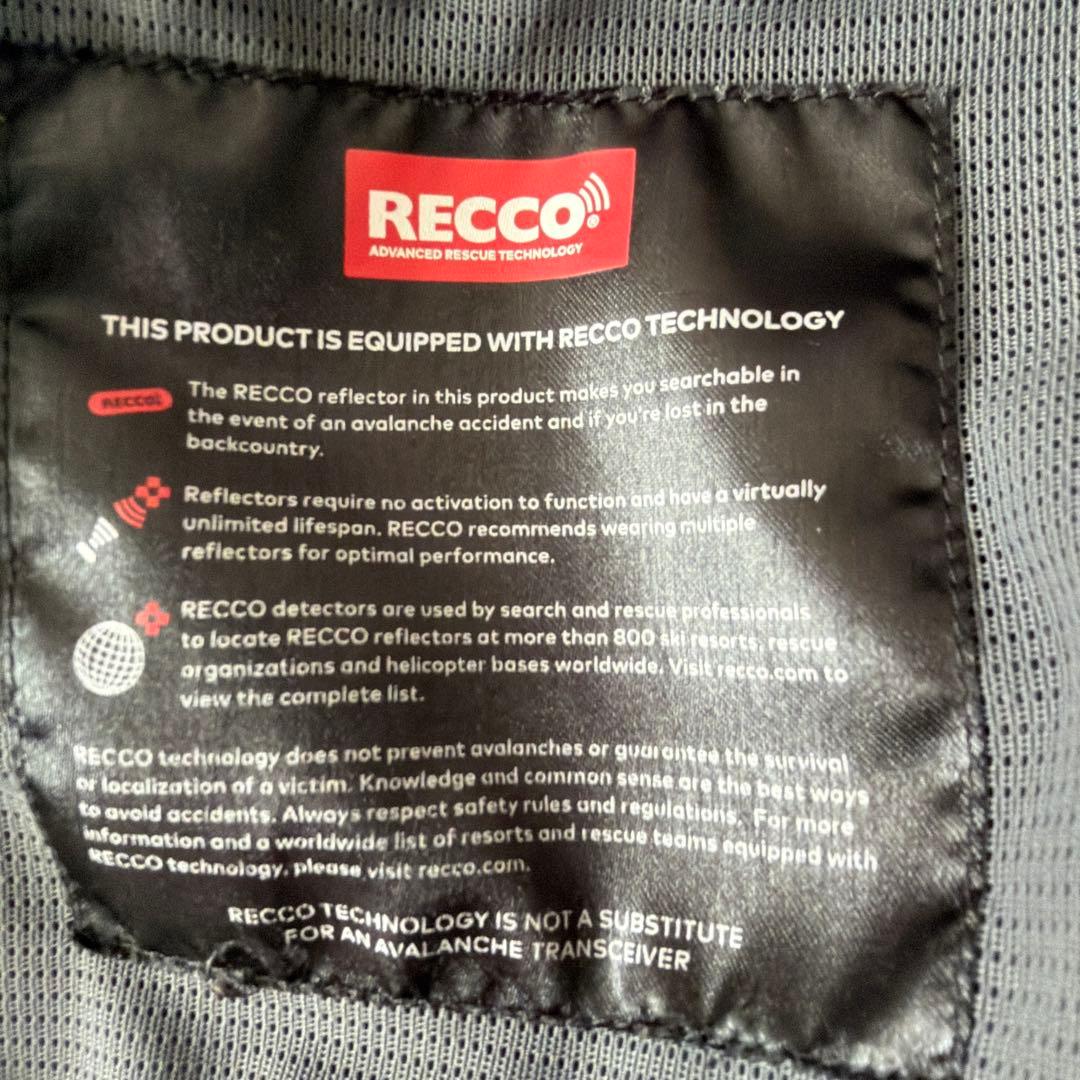 RECCO®
ADVANCED RESCUE TECHNOLOGY
THIS PRODUCT IS EQUIPPED WITH RECCO TECHNOLOGY
RECCO
The RECCO reflector in this product makes you searchable in
the event of an avalanche accident and if you're lost in the
backcountry.
Reflectors require no activation to function and have a virtually
unlimited lifespan. RECCO recommends wearing multiple
reflectors for optimal performance.
RECCO detectors are used by search and rescue professionals
to locate RECCO reflectors at more than 800 ski resorts, rescue
organizations and helicopter bases worldwide. Visit recco.com to
view the complete list.
RECCO technology does not prevent avalanches or guarantee the survival
or localization of a victim. Knowledge and common sense are the best ways
to avoid accidents. Always respect safety rules and regulations. For more
information and a worldwide list of resorts and rescue teams equipped with
RECCO technology, please visit recco.com.
RECCO TECHNOLOGY IS NOT A SUBSTITUTE
FOR AN AVALANCHE TRANSCEIVER